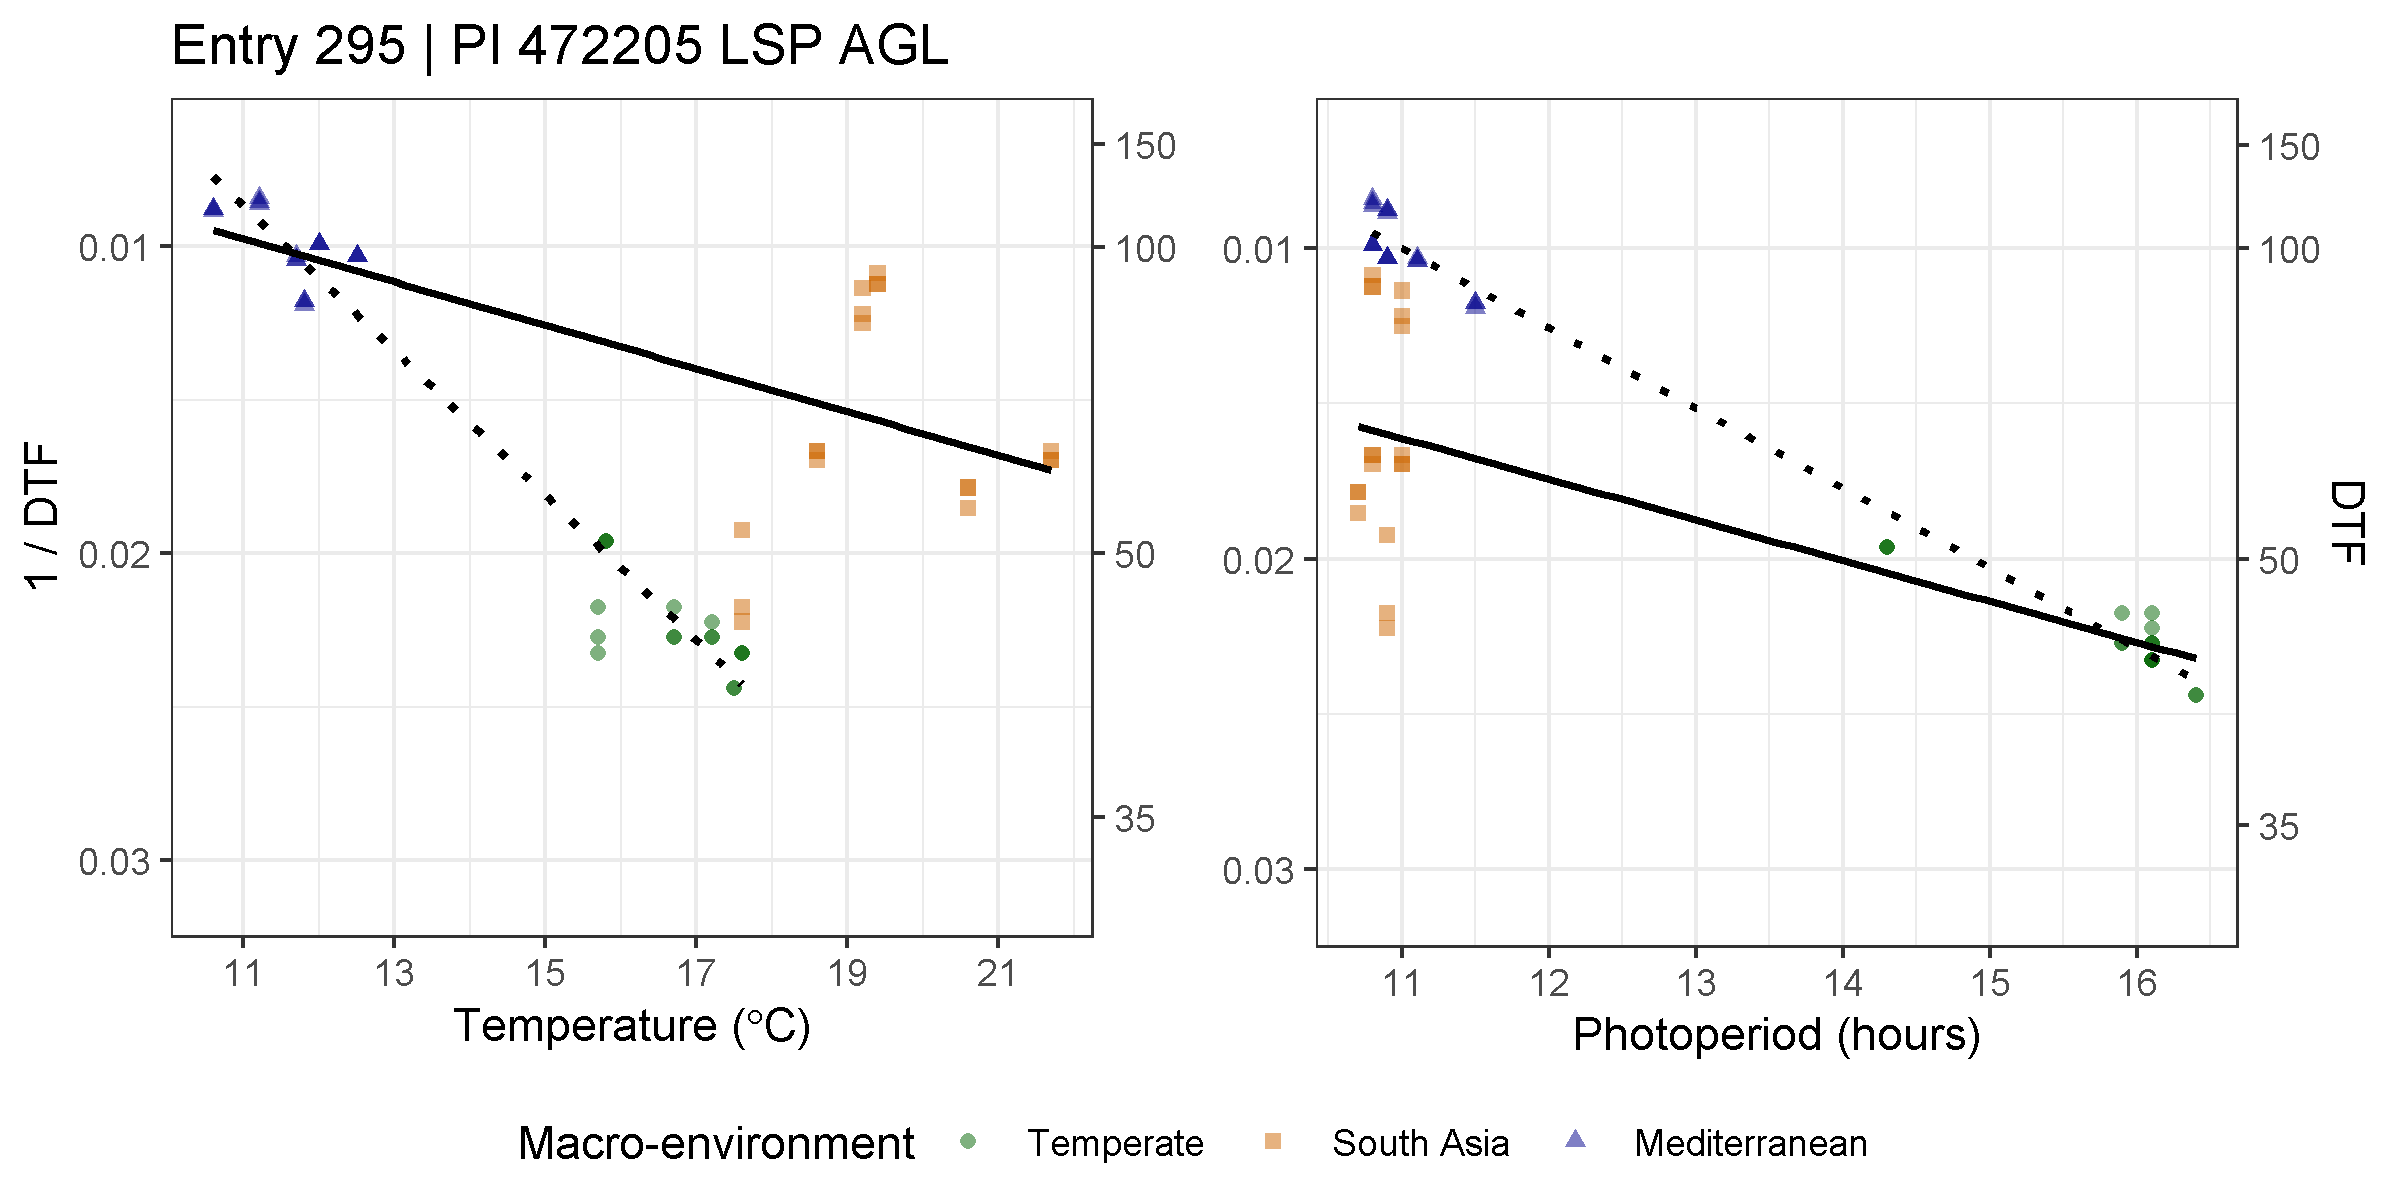 Entry 295 | PI 472205 LSP AGL
1 / DTF
0.01
0.02
0.03
150
100
50
35
11 13 15 17 19 21
Temperature (°C)
0.01
0.02
0.03
150
100
50
35
DTF
11 12 13 14 15 16
Photoperiod (hours)
Macro-environment Temperate South Asia Mediterranean